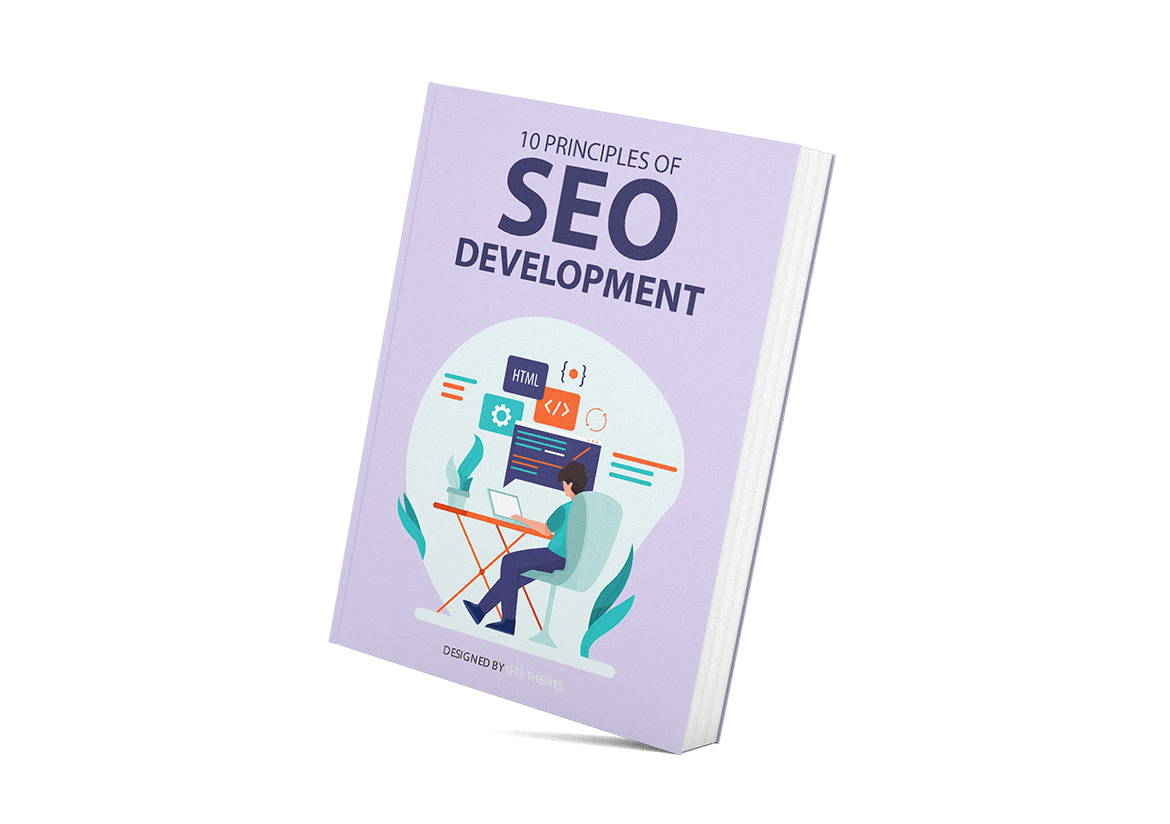 10 PRINCIPLES OF
SEO
DEVELOPMENT
HTML
{ }
</>
DESIGNED BY GT3 THEMES